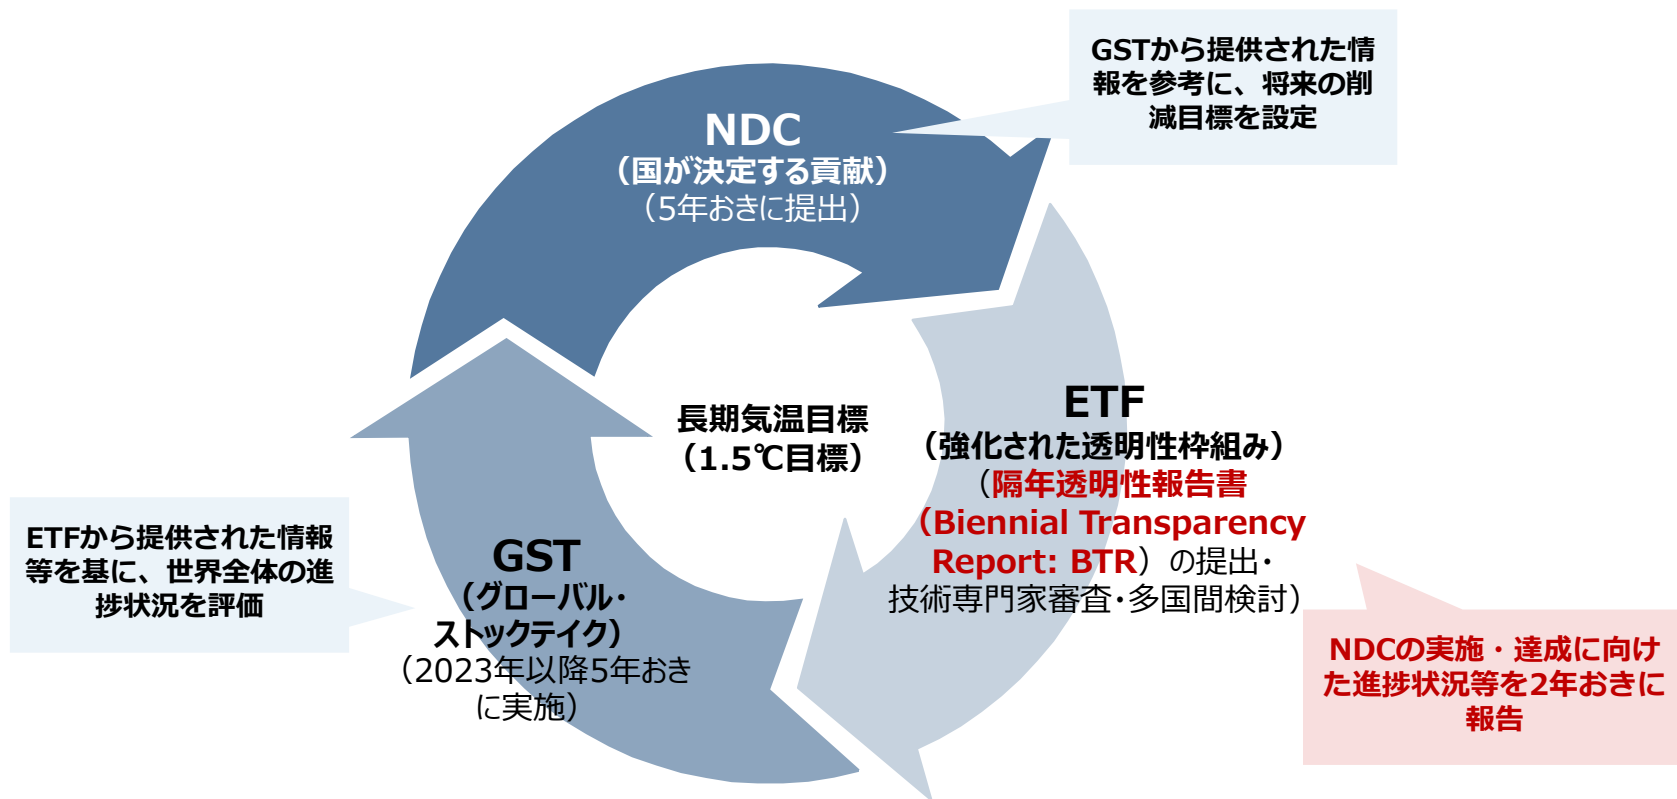 GSTから提供された情
報を参考に、将来の削
減目標を設定
NDC
（国が決定する貢献）
（5年おきに提出）
長期気温目標
（1.5℃目標）
ETF
（強化された透明性枠組み）
（隔年透明性報告書
（Biennial Transparency
Report: BTR）の提出・
技術専門家審査・多国間検討）
NDCの実施・達成に向け
た進捗状況等を2年おきに
報告
GST
（グローバル・
ストックテイク）
（2023年以降5年おき
に実施）
ETFから提供された情報
等を基に、世界全体の進
捗状況を評価